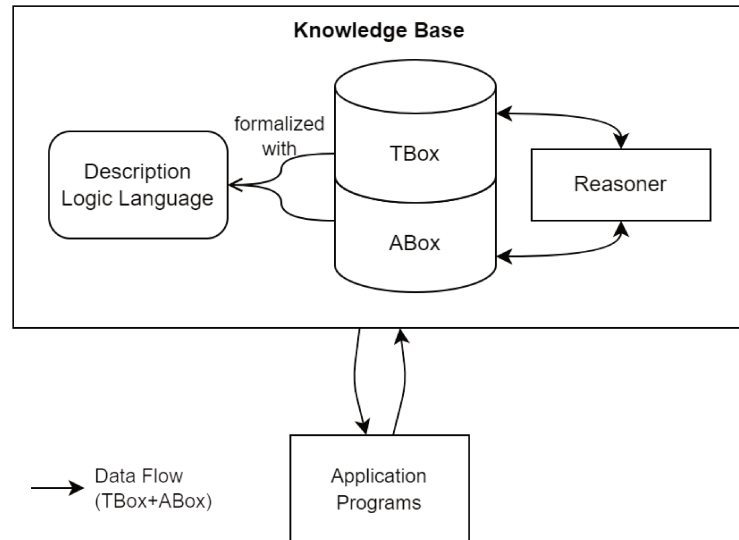 Knowledge Base
formalized
with
Description
Logic Language
TBox
ABox
Reasoner
Data Flow
(TBox+ABox)
Application
Programs